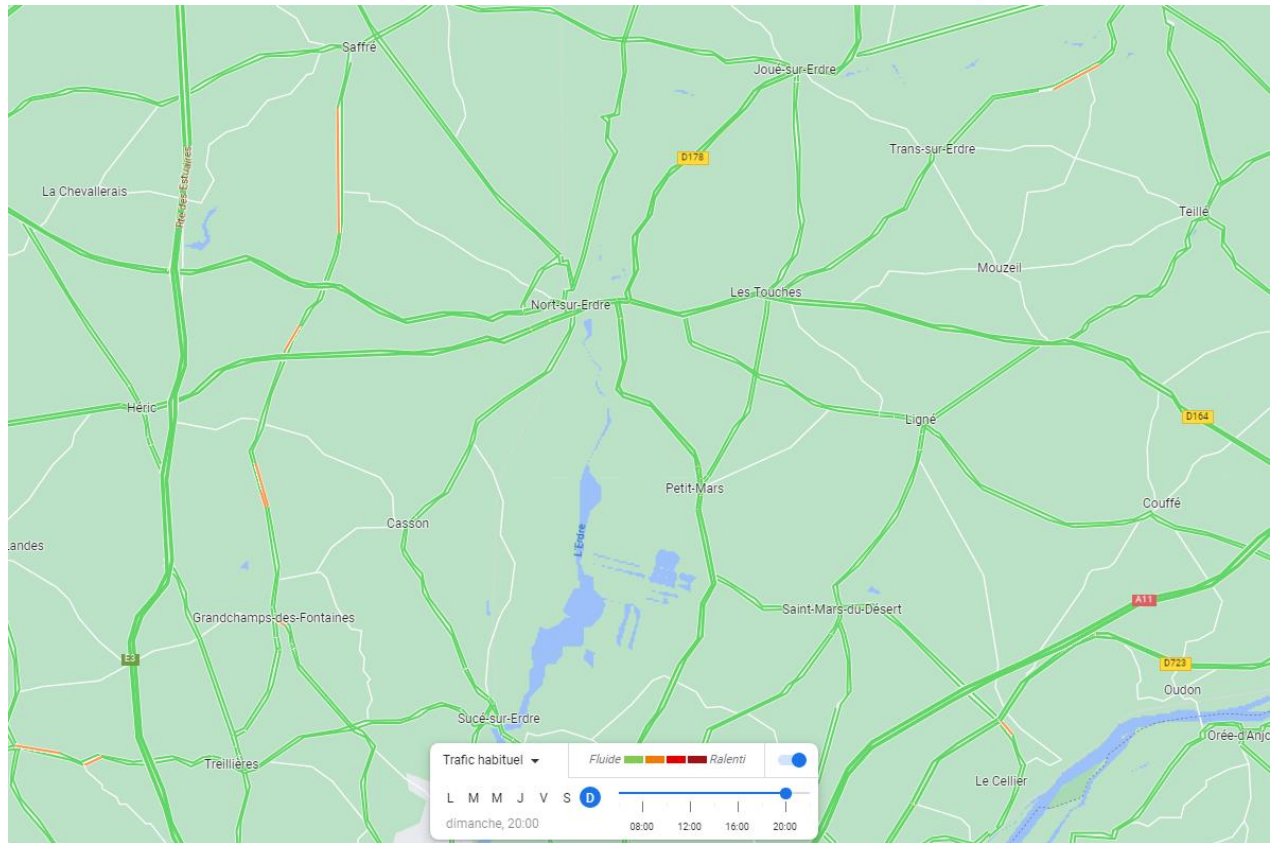 Saffré
Joué-sur-Erdre
D178
Trans-sur-Erdre
Rte des Estuaires
La Chevallerais
Teillé
Mouzeil
Les Touches
Nort-sur-Erdre
Héric
Ligné
D164
Petit-Mars
Couffé
Casson
L'Erdre
Landes
A11
Saint-Mars-du-Désert
Grandchamps-des-Fontaines
E3
D723
Oudon
Sucé-sur-Erdre
Orée-d'Anjo
Treillières
Le Cellier
Trafic habituel Fluide Ralenti
L M M J V S D
dimanche, 20:00 08:00 12:00 16:00 20:00